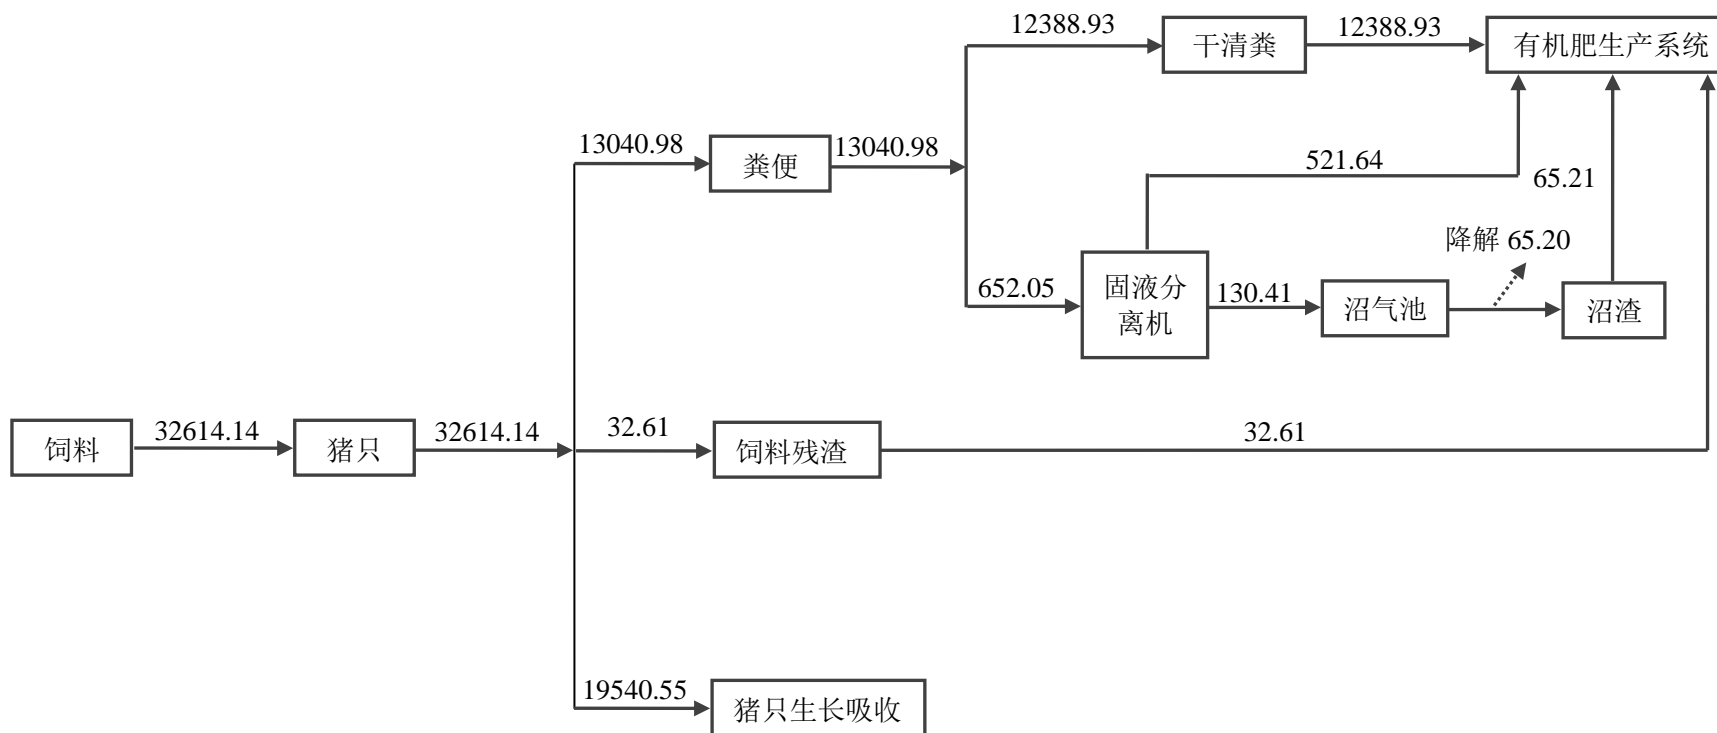 12388.93
干清粪
12388.93
有机肥生产系统
13040.98
粪便
13040.98
521.64
65.21
降解 65.20
652.05
固液分
离机
130.41
沼气池
沼渣
饲料
32614.14
猪只
32614.14
32.61
饲料残渣
32.61
19540.55
猪只生长吸收